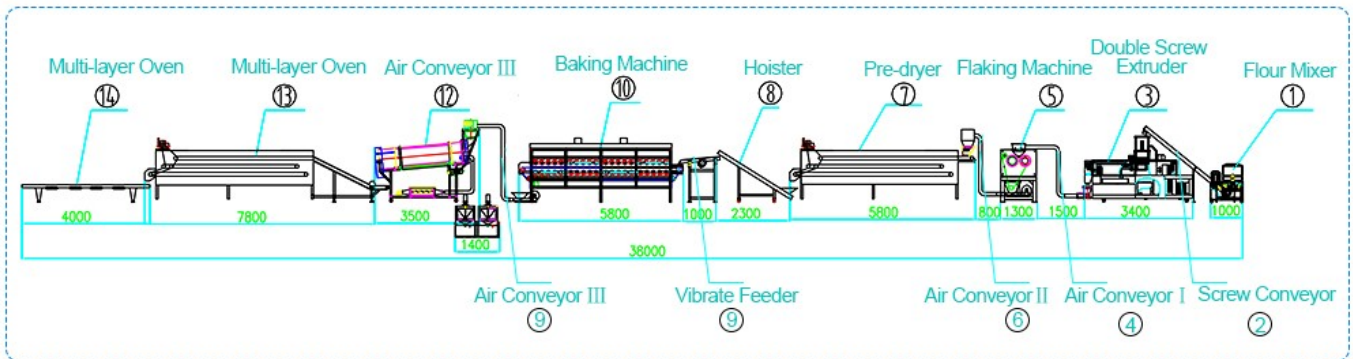 Multi-layer Oven
⑭
Multi-layer Oven
⑬
Air Conveyor III
⑫
Baking Machine
⑩
Hoister
⑧
Pre-dryer
⑦
Flaking Machine
⑤
Double Screw
Extruder
③
Flour Mixer
①
4000
7800
3500
1400
5800
1000
2300
5800
800
1300
1500
3400
1000
38000
Air Conveyor III
⑨
Vibrate Feeder
⑨
Air Conveyor II
⑥
Air Conveyor I
④
Screw Conveyor
②